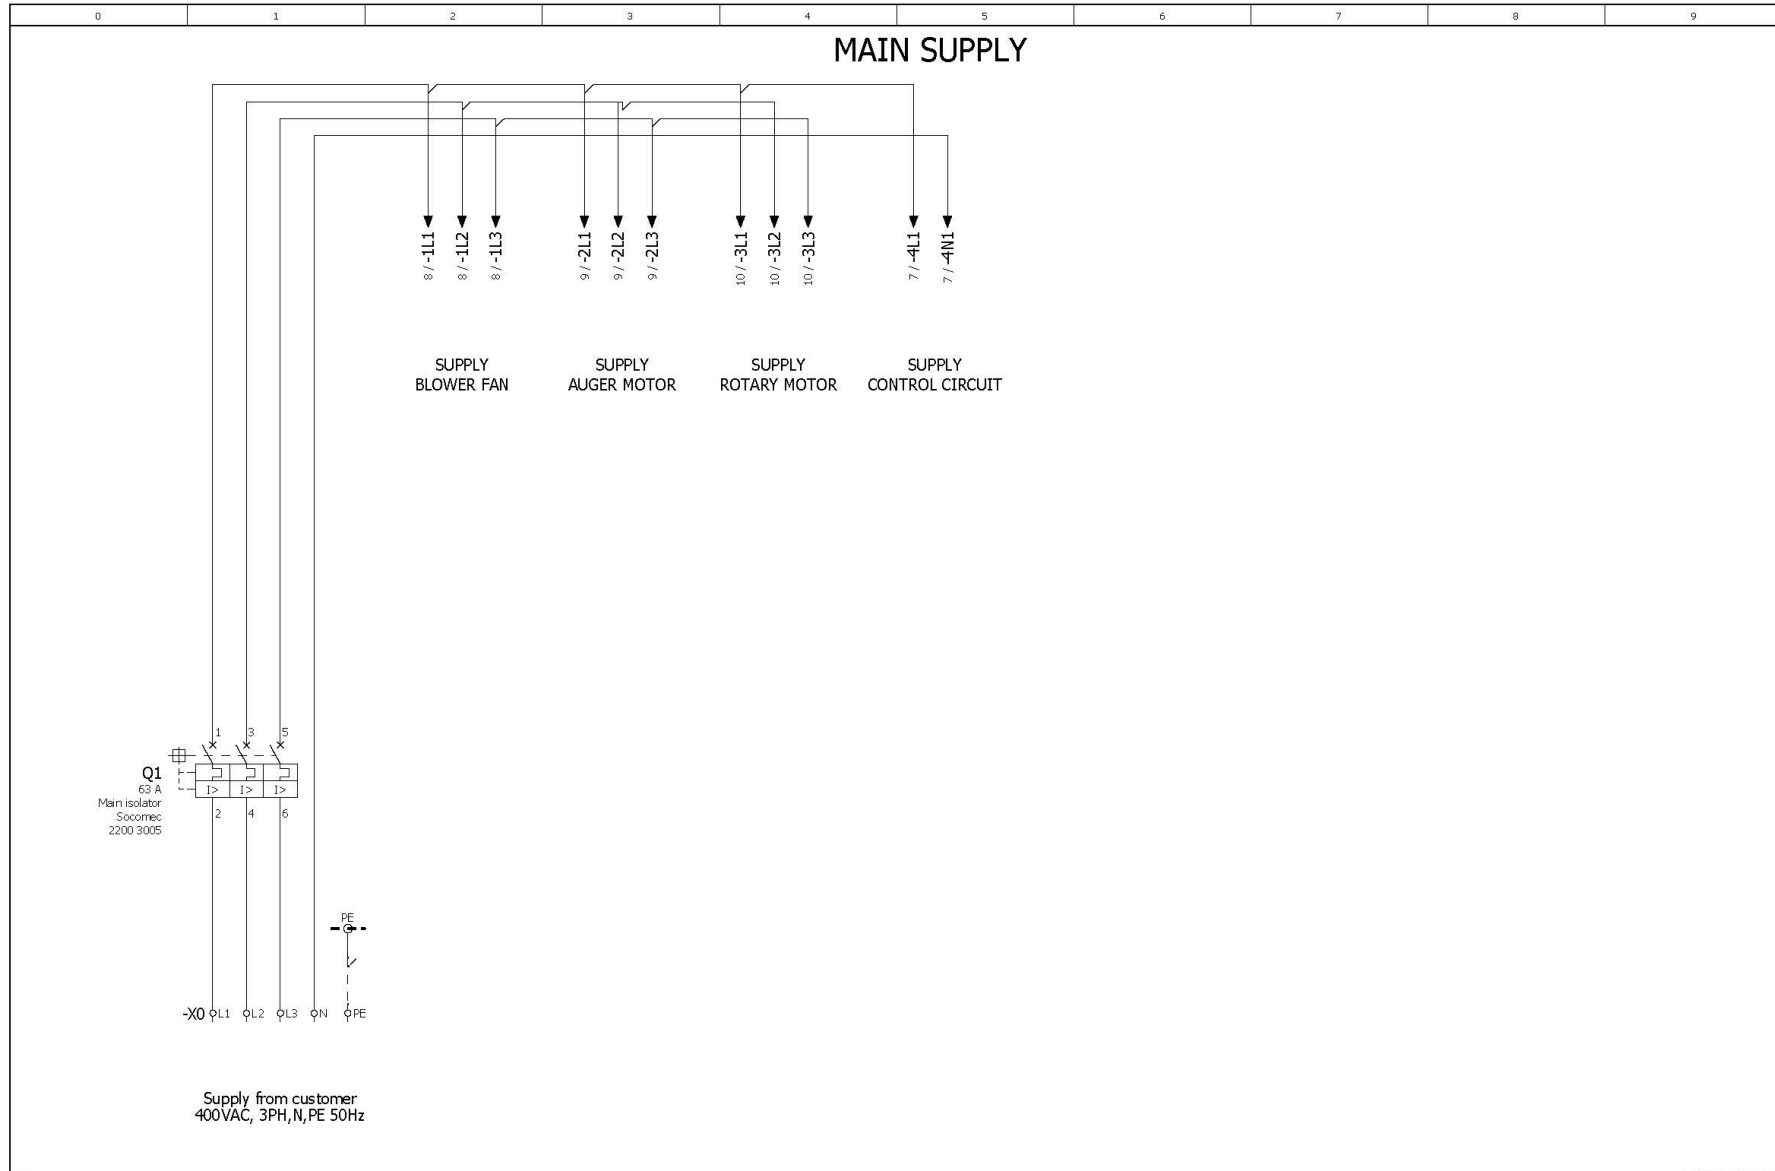 0 1 2 3 4 5 6 7 8 9
MAIN SUPPLY
8 / -1L1
8 / -1L2
8 / -1L3
9 / -2L1
9 / -2L2
9 / -2L3
10 / -3L1
10 / -3L2
10 / -3L3
7 / -4L1
7 / -4N1
SUPPLY
BLOWER FAN
SUPPLY
AUGER MOTOR
SUPPLY
ROTARY MOTOR
SUPPLY
CONTROL CIRCUIT
1 3 5
Q1
63 A
Main isolator
Socomec
2200 3005
I> I> I>
2 4 6
PE
-X0 L1 L2 L3 N PE
Supply from customer
400VAC, 3PH,N,PE 50Hz